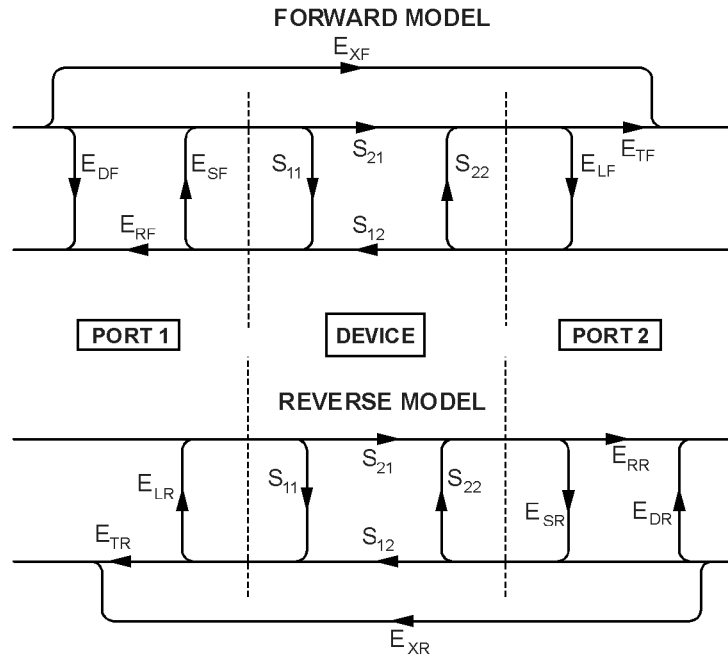 FORWARD MODEL
E_XF
E_DF
E_SF
S_11
S_21
S_22
E_LF
E_TF
E_RF
S_12
PORT 1
DEVICE
PORT 2
REVERSE MODEL
E_LR
S_11
S_21
S_22
E_SR
E_RR
E_DR
E_TR
S_12
E_XR